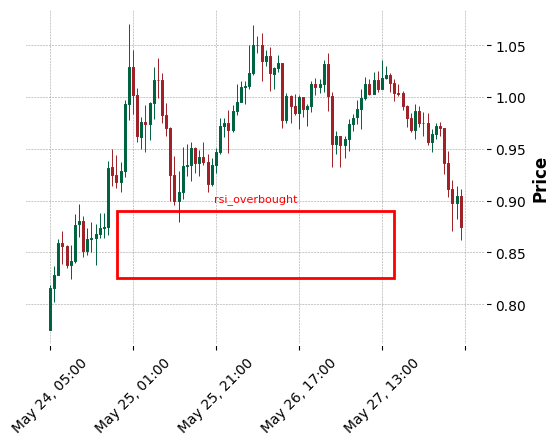 1.05
1.00
0.95
0.90
0.85
0.80
Price
rsi_overbought
May 24, 05:00
May 25, 01:00
May 25, 21:00
May 26, 17:00
May 27, 13:00